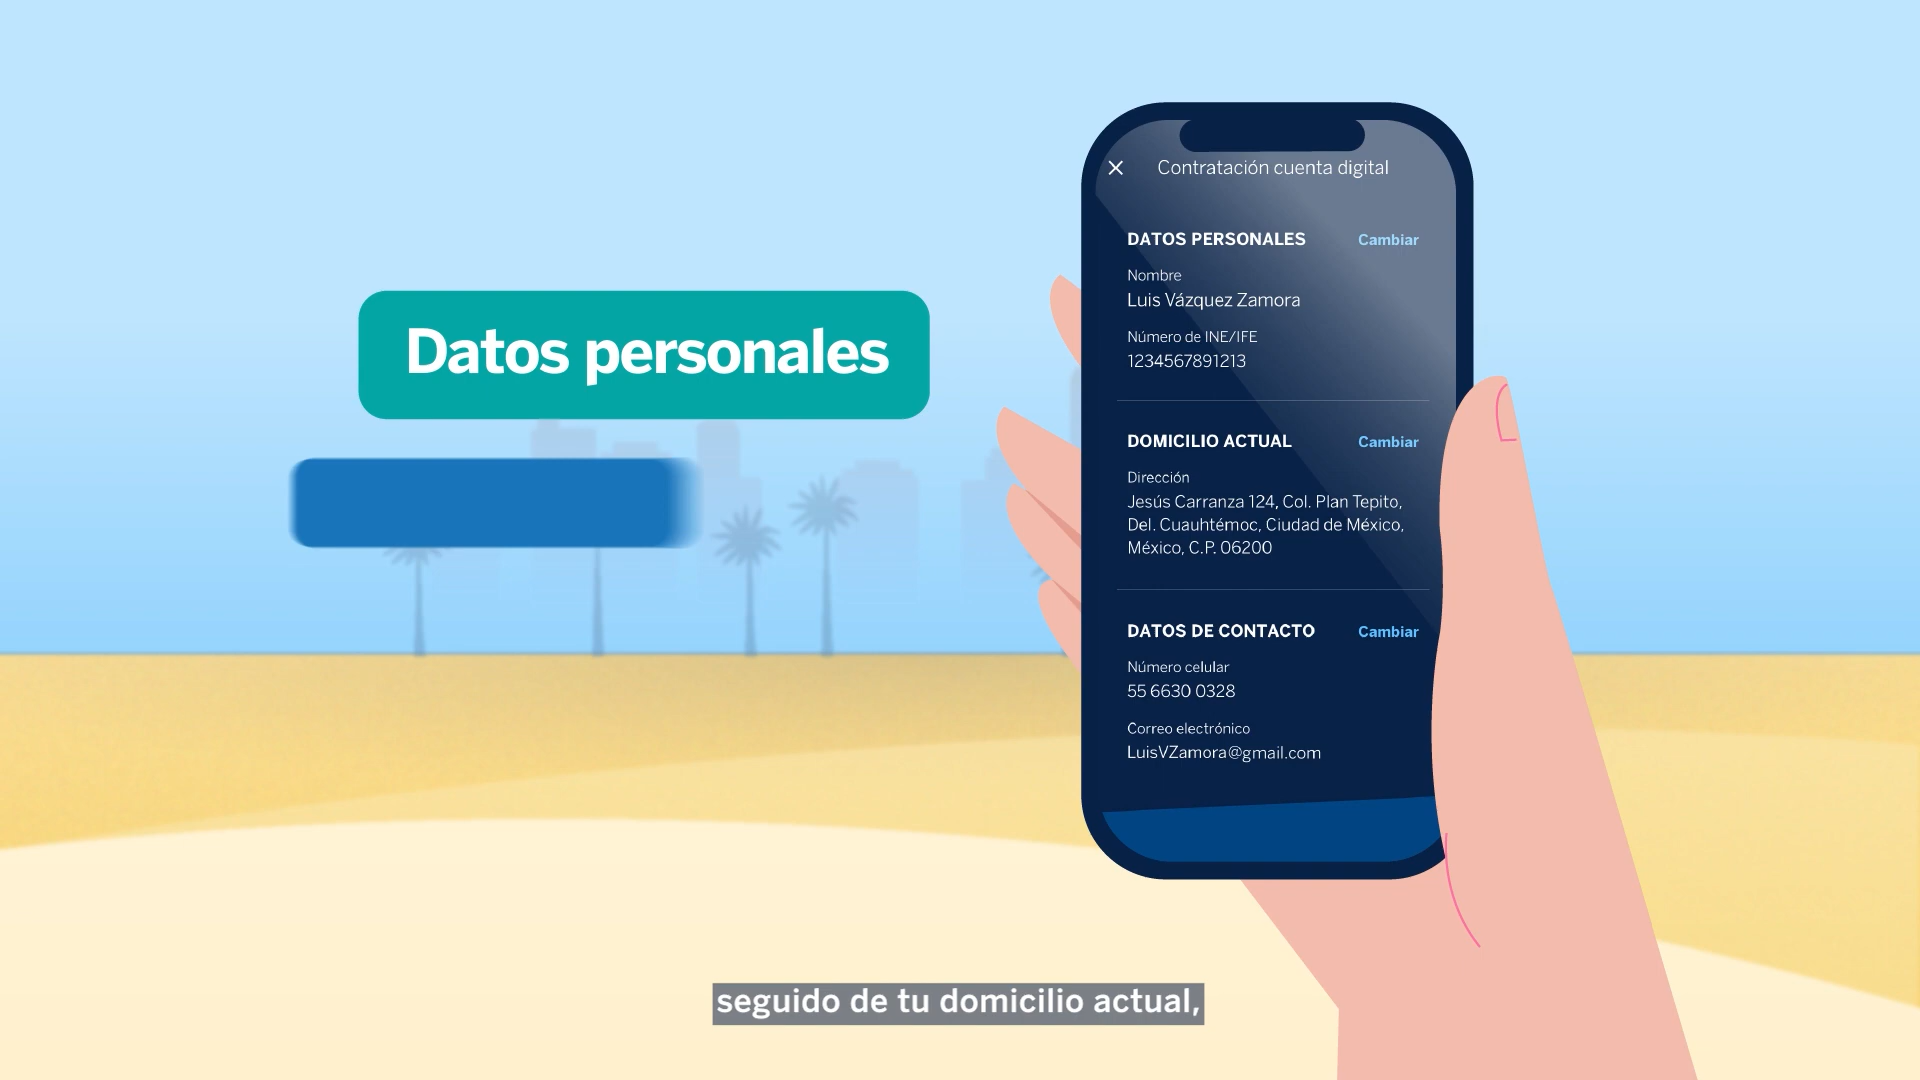 Datos personales
Contratación cuenta digital
DATOS PERSONALES Cambiar
Nombre
Luis Vázquez Zamora
Número de INE/IFE
1234567891213
DOMICILIO ACTUAL Cambiar
Dirección
Jesús Carranza 124, Col. Plan Tepito,
Del. Cuauhtémoc, Ciudad de México,
México, C.P. 06200
DATOS DE CONTACTO Cambiar
Número celular
55 6630 0328
Correo electrónico
LuisVZamora@gmail.com
seguido de tu domicilio actual,